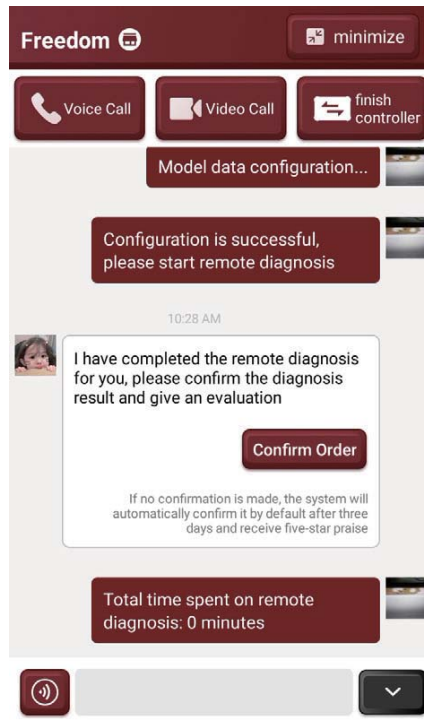 Freedom
minimize
Voice Call
Video Call
finish
controller
Model data configuration...
Configuration is successful,
please start remote diagnosis
10:28 AM
I have completed the remote diagnosis
for you, please confirm the diagnosis
result and give an evaluation
Confirm Order
If no confirmation is made, the system will
automatically confirm it by default after three
days and receive five-star praise
Total time spent on remote
diagnosis: 0 minutes